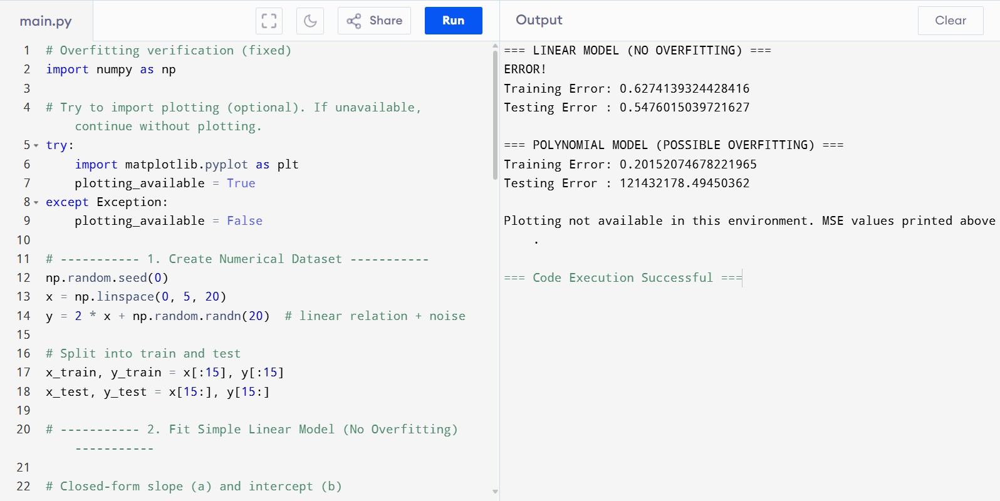 main.py
Share
Run
1 # Overfitting verification (fixed)
2 import numpy as np
3
4 # Try to import plotting (optional). If unavailable,
continue without plotting.
5 try:
6     import matplotlib.pyplot as plt
7     plotting_available = True
8 except Exception:
9     plotting_available = False
10
11 # ----------- 1. Create Numerical Dataset -----------
12 np.random.seed(0)
13 x = np.linspace(0, 5, 20)
14 y = 2 * x + np.random.randn(20)  # linear relation + noise
15
16 # Split into train and test
17 x_train, y_train = x[:15], y[:15]
18 x_test, y_test = x[15:], y[15:]
19
20 # ----------- 2. Fit Simple Linear Model (No Overfitting)
-----------
21
22 # Closed-form slope (a) and intercept (b)
Output
Clear
=== LINEAR MODEL (NO OVERFITTING) ===
ERROR!
Training Error: 0.6274139324428416
Testing Error : 0.5476015039721627
=== POLYNOMIAL MODEL (POSSIBLE OVERFITTING) ===
Training Error: 0.20152074678221965
Testing Error : 121432178.49450362
Plotting not available in this environment. MSE values printed above
.
=== Code Execution Successful ===